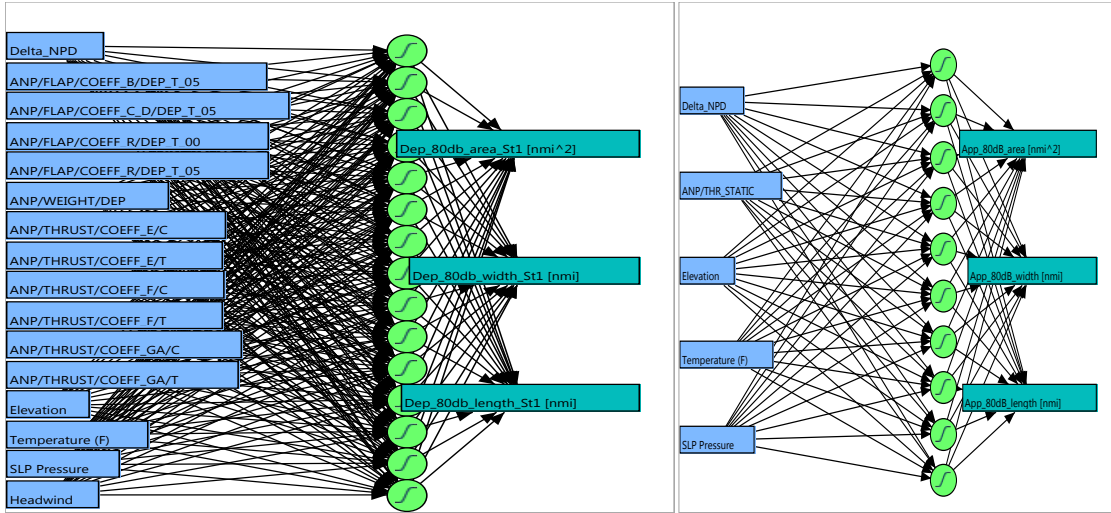 Delta_NPD
ANP/FLAP/COEFF_B/DEP_T_05
ANP/FLAP/COEFF_C_D/DEP_T_05
ANP/FLAP/COEFF_R/DEP_T_00
ANP/FLAP/COEFF_R/DEP_T_05
ANP/WEIGHT/DEP
ANP/THRUST/COEFF_E/C
ANP/THRUST/COEFF_E/T
ANP/THRUST/COEFF_F/C
ANP/THRUST/COEFF_F/T
ANP/THRUST/COEFF_GA/C
ANP/THRUST/COEFF_GA/T
Elevation
Temperature (F)
SLP Pressure
Headwind
Dep_80db_area_St1 [nmi^2]
Dep_80db_width_St1 [nmi]
Dep_80db_length_St1 [nmi]
Delta_NPD
ANP/THR_STATIC
Elevation
Temperature (F)
SLP Pressure
App_80dB_area [nmi^2]
App_80dB_width [nmi]
App_80dB_length [nmi]